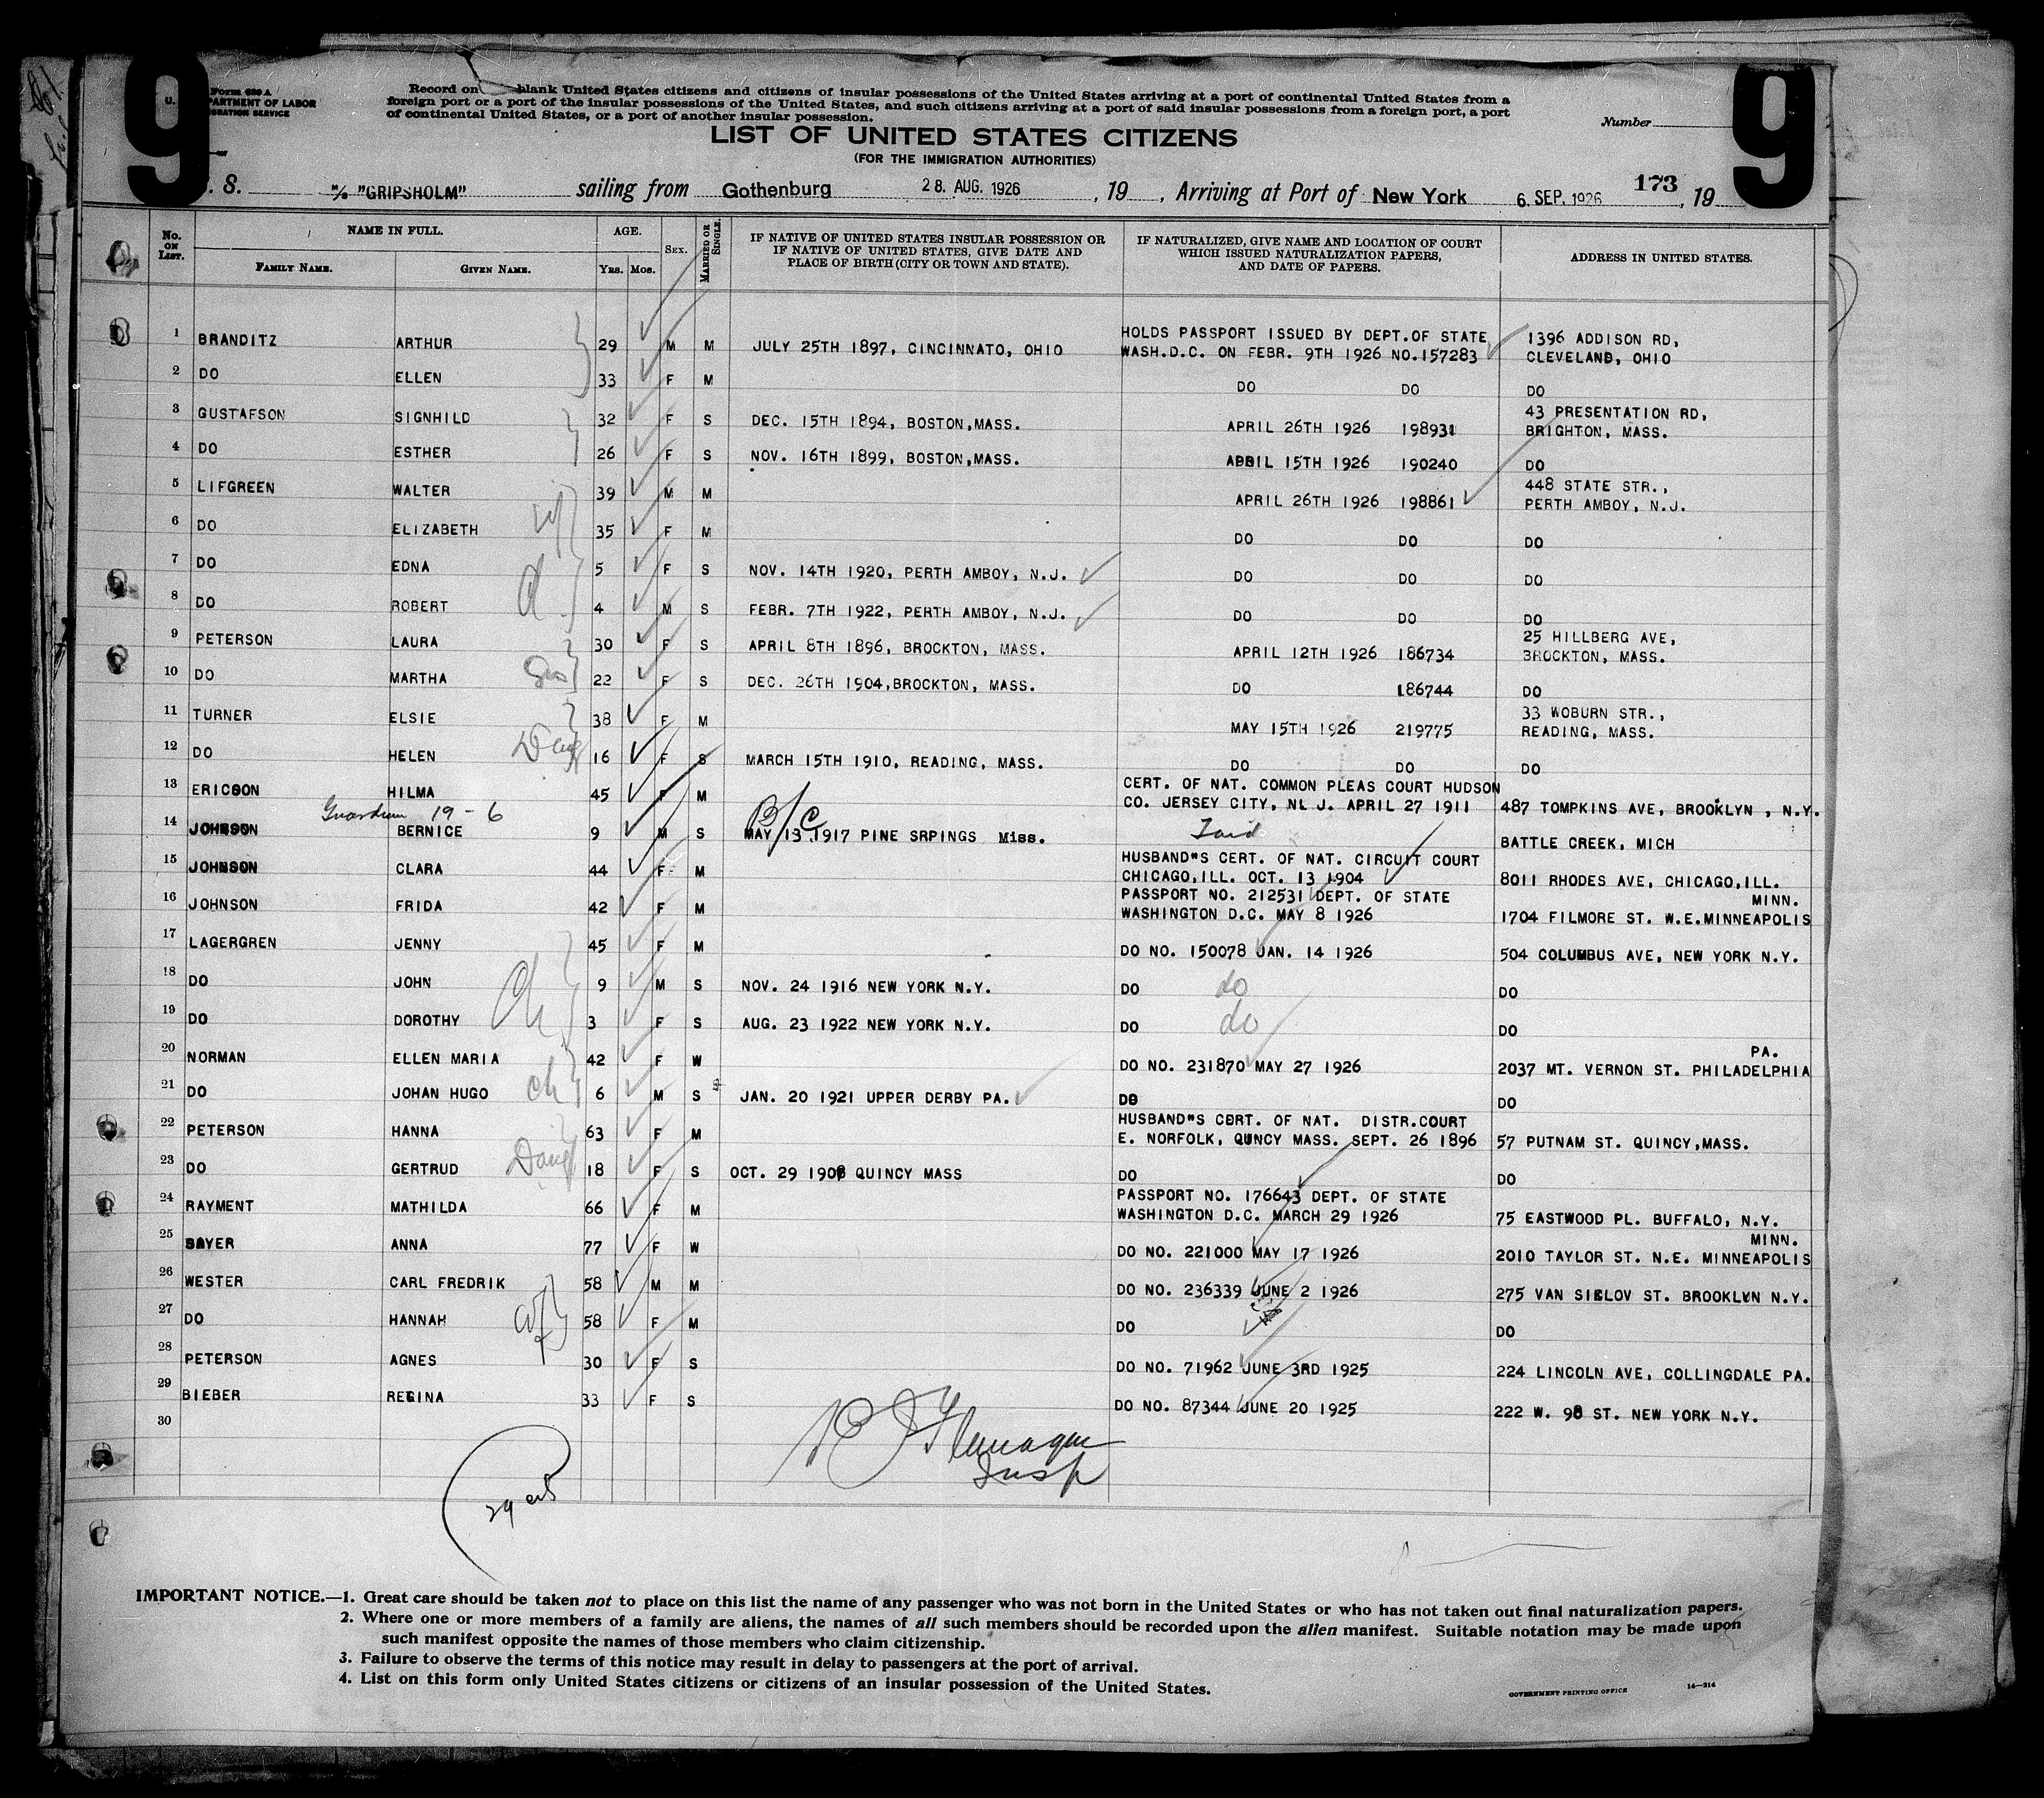 9
9
U.
Form 630 A
DEPARTMENT OF LABOR
IMMIGRATION SERVICE
Record on blank United States citizens and citizens of insular possessions of the United States arriving at a port of continental United States from a
foreign port or a port of the insular possessions of the United States, and such citizens arriving at a port of said insular possessions from a foreign port, a port
of continental United States, or a port of another insular possession.
Number
LIST OF UNITED STATES CITIZENS
(FOR THE IMMIGRATION AUTHORITIES)
S. S. M/S "GRIPSHOLM" sailing from Gothenburg 28. AUG. 1926, 19 , Arriving at Port of New York 6. SEP. 1926 173 , 19
No. ON LIST. NAME IN FULL. AGE. SEX. MARRIED OR SINGLE. IF NATIVE OF UNITED STATES INSULAR POSSESSION OR IF NATIVE OF UNITED STATES, GIVE DATE AND PLACE OF BIRTH (CITY OR TOWN AND STATE). IF NATURALIZED, GIVE NAME AND LOCATION OF COURT WHICH ISSUED NATURALIZATION PAPERS, AND DATE OF PAPERS. ADDRESS IN UNITED STATES.
FAMILY NAME. GIVEN NAME. YRS. MOS.
1 BRANDITZ ARTHUR 29 M M JULY 25TH 1897, CINCINNATO, OHIO HOLDS PASSPORT ISSUED BY DEPT.OF STATE WASH.D.C. ON FEBR. 9TH 1926 NO.157283 1396 ADDISON RD, CLEVELAND, OHIO
2 DO ELLEN 33 F M DO DO DO
3 GUSTAFSON SIGNHILD 32 F S DEC. 15TH 1894, BOSTON,MASS. APRIL 26TH 1926 198931 43 PRESENTATION RD, BRIGHTON, MASS.
4 DO ESTHER 26 F S NOV. 16TH 1899, BOSTON,MASS. APRIL 15TH 1926 190240 DO
5 LIFGREEN WALTER 39 M M APRIL 26TH 1926 198861 448 STATE STR., PERTH AMBOY, N.J.
6 DO ELIZABETH wf 35 F M DO DO DO
7 DO EDNA 5 F S NOV. 14TH 1920, PERTH AMBOY, N.J. DO DO DO
8 DO ROBERT 4 M S FEBR. 7TH 1922, PERTH AMBOY, N.J. DO DO DO
9 PETERSON LAURA 30 F S APRIL 8TH 1896, BROCKTON, MASS. APRIL 12TH 1926 186734 25 HILLBERG AVE, BROCKTON, MASS.
10 DO MARTHA Sis 22 F S DEC. 26TH 1904,BROCKTON, MASS. DO 186744 DO
11 TURNER ELSIE 38 F M MAY 15TH 1926 219775 33 WOBURN STR., READING, MASS.
12 DO HELEN Daug 16 F S MARCH 15TH 1910, READING, MASS. DO DO DO
13 ERICSON HILMA 45 F M CERT. OF NAT. COMMON PLEAS COURT HUDSON CO. JERSEY CITY, NL J. APRIL 27 1911 487 TOMPKINS AVE, BROOKLYN , N.Y.
Guardian 19 - 6
14 JOHNSON BERNICE 9 M S B/C MAY 13 1917 PINE SRPINGS Miss. BATTLE CREEK, MICH
15 JOHNSON CLARA 44 F M HUSBAND"S CERT. OF NAT. CIRCUIT COURT CHICAGO,ILL. OCT. 13 1904 8011 RHODES AVE, CHICAGO,ILL.
16 JOHNSON FRIDA 42 F M PASSPORT NO. 212531 DEPT. OF STATE WASHINGTON D.C. MAY 8 1926 1704 FILMORE ST. W.E.MINNEAPOLIS MINN.
17 LAGERGREN JENNY 45 F M DO NO. 150078 JAN. 14 1926 504 COLUMBUS AVE, NEW YORK N.Y.
18 DO JOHN 9 M S NOV. 24 1916 NEW YORK N.Y. DO do DO
19 DO DOROTHY Ch 3 F S AUG. 23 1922 NEW YORK N.Y. DO do DO
20 NORMAN ELLEN MARIA 42 F W DO NO. 231870 MAY 27 1926 2037 MT. VERNON ST. PHILADELPHIA PA.
21 DO JOHAN HUGO ch 6 M S JAN. 20 1921 UPPER DERBY PA. DO DO
22 PETERSON HANNA 63 F M HUSBAND"S CERT. OF NAT. DISTR.COURT E. NORFOLK, QUNCY MASS. SEPT. 26 1896 57 PUTNAM ST. QUINCY,MASS.
23 DO GERTRUD Daug 18 F S OCT. 29 1908 QUINCY MASS DO DO
24 RAYMENT MATHILDA 66 F M PASSPORT NO. 176643 DEPT. OF STATE WASHINGTON D.C. MARCH 29 1926 75 EASTWOOD PL. BUFFALO, N.Y.
25 SAYER ANNA 77 F W DO NO. 221000 MAY 17 1926 2010 TAYLOR ST. N.E. MINNEAPOLIS MINN.
26 WESTER CARL FREDRIK 58 M M DO NO. 236339 JUNE 2 1926 275 VAN SICLOV ST. BROOKLYN N.Y.
27 DO HANNAH wf 58 F M DO DO
28 PETERSON AGNES 30 F S DO NO. 71962 JUNE 3RD 1925 224 LINCOLN AVE, COLLINGDALE PA.
29 BIEBER REGINA 33 F S DO NO. 87344 JUNE 20 1925 222 W. 98 ST. NEW YORK N.Y.
30
Flanagan
Insp
29
IMPORTANT NOTICE.—1. Great care should be taken not to place on this list the name of any passenger who was not born in the United States or who has not taken out final naturalization papers.
2. Where one or more members of a family are aliens, the names of all such members should be recorded upon the alien manifest. Suitable notation may be made upon
such manifest opposite the names of those members who claim citizenship.
3. Failure to observe the terms of this notice may result in delay to passengers at the port of arrival.
4. List on this form only United States citizens or citizens of an insular possession of the United States.
GOVERNMENT PRINTING OFFICE 14—214